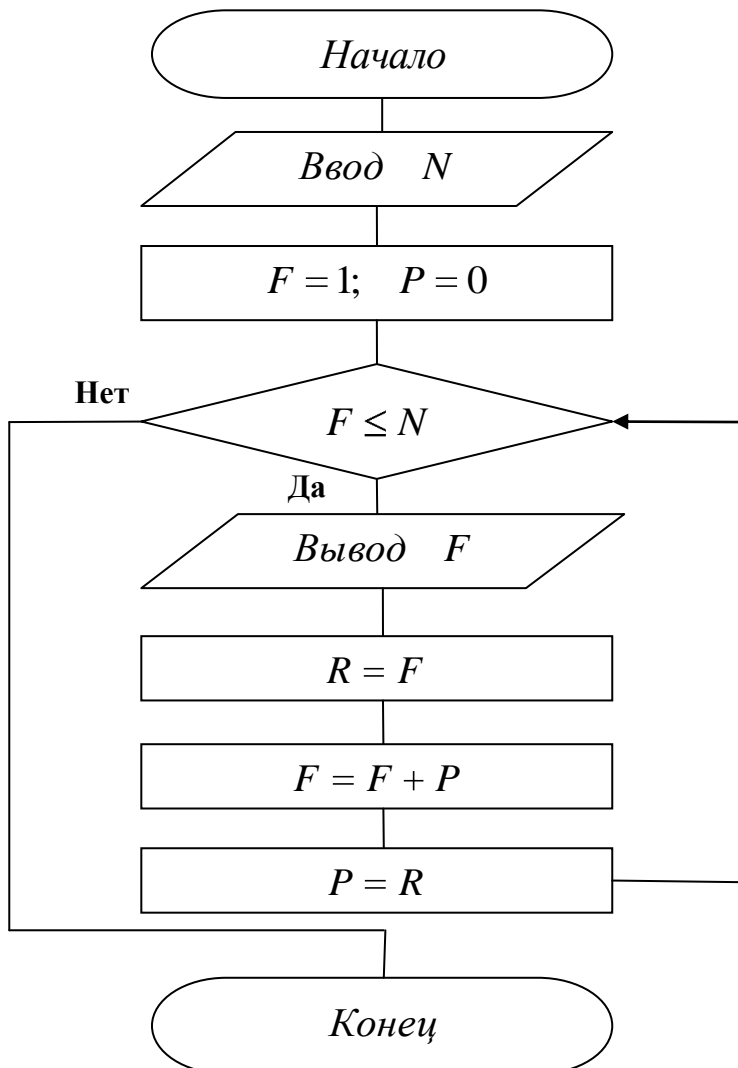 Начало
Ввод N
F = 1; P = 0
Нет
F ≤ N
Да
Вывод F
R = F
F = F + P
P = R
Конец